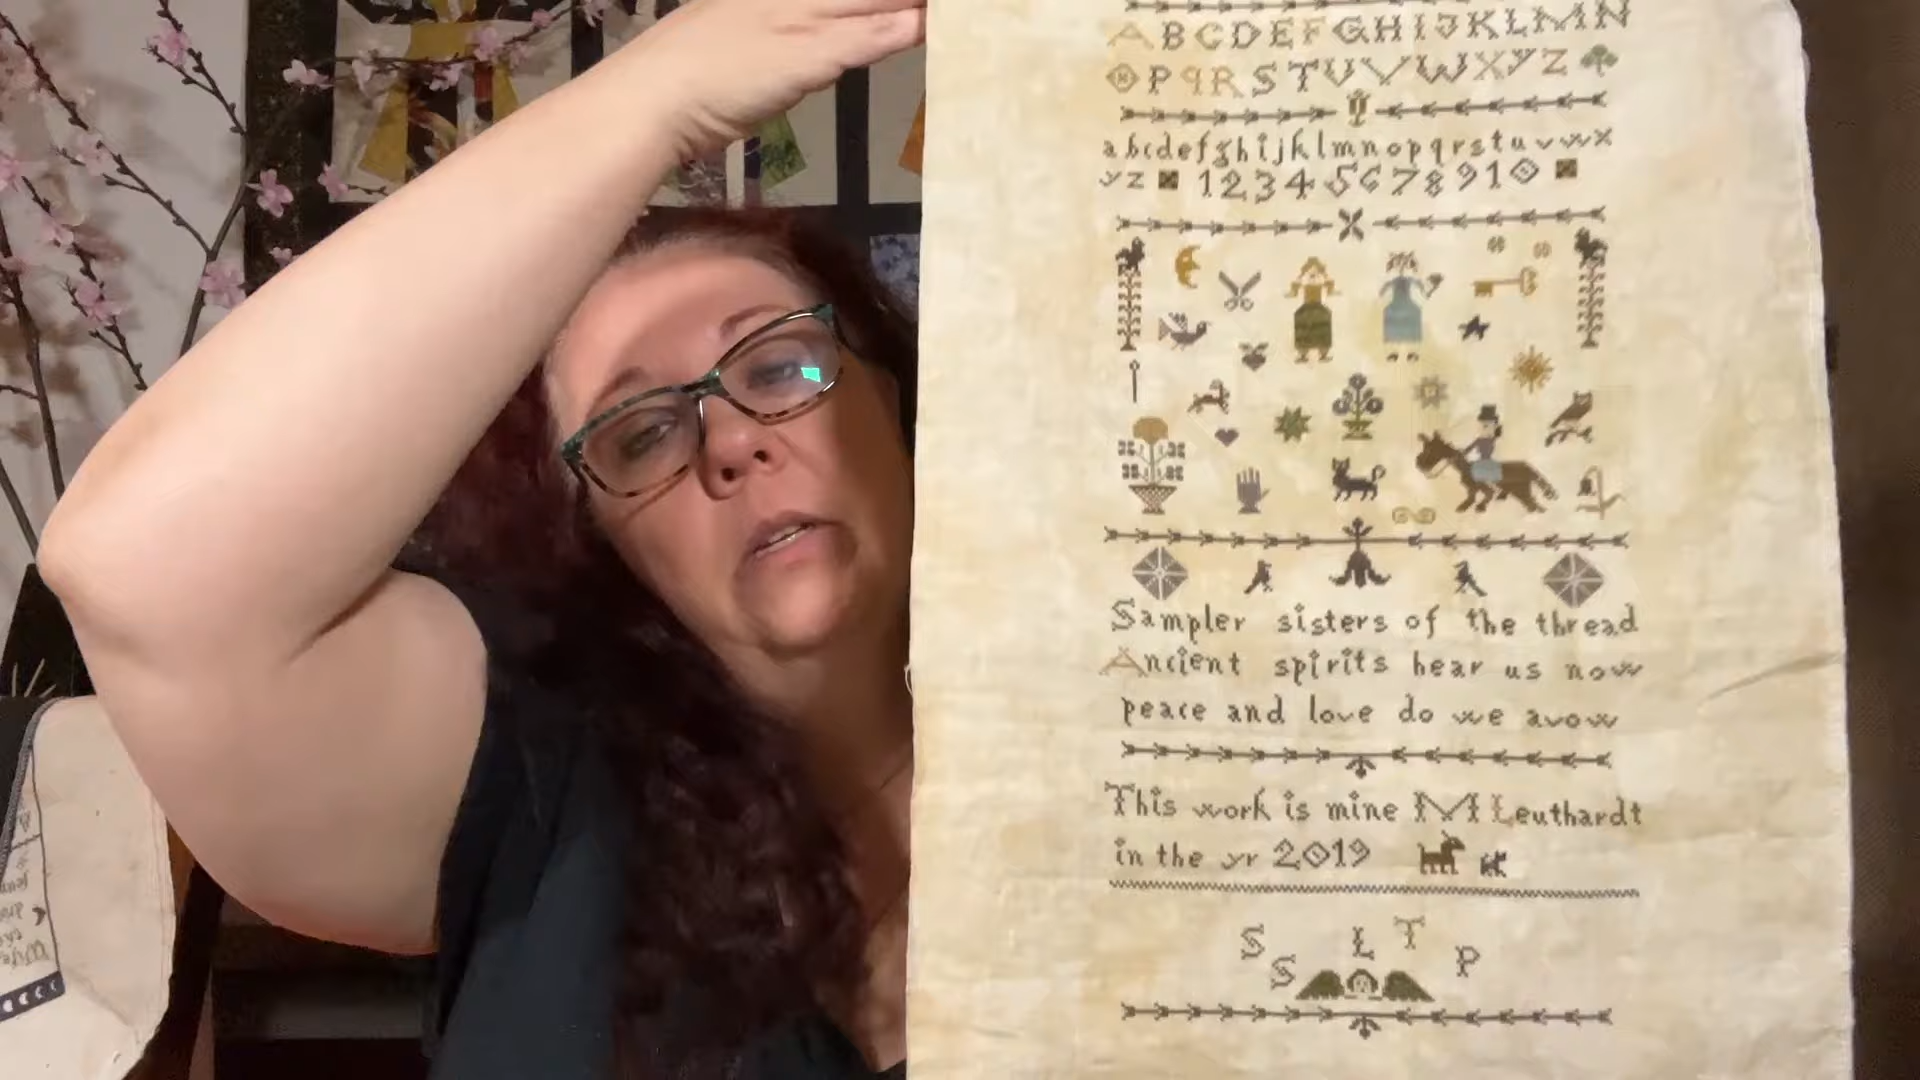 ABCDEFGHIJKLMN
OPQRSTUVWXYZ
abcdefghijklmnopqrstuvwx
yz 12345678910
Sampler sisters of the thread
Ancient spirits hear us now
peace and love do we avow
This work is mine M Leuthardt
in the yr 2019
S S L T P